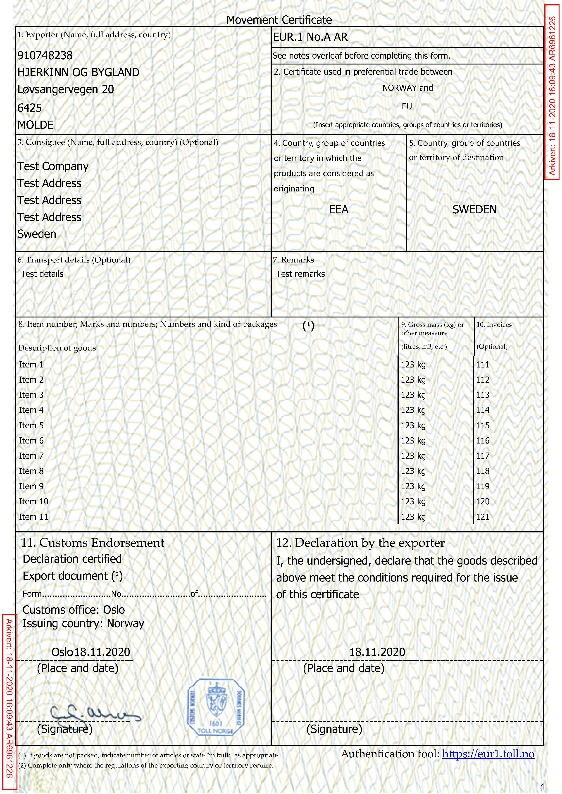 Movement Certificate
1. Exporter (Name, full address, country)
910748238
HJERKINN OG BYGLAND
Løvsangervegen 20
6425
MOLDE
EUR.1 No.A AR
See notes overleaf before completing this form.
2. Certificate used in preferential trade between
NORWAY and
EU
(Insert appropriate countries, groups of countries or territories)
3. Consignee (Name, full address, country) (Optional)
Test Company
Test Address
Test Address
Test Address
Sweden
4. Country, group of countries
or territory in which the
products are considered as
originating
EEA
5. Country, group of countries
or territory of destination
SWEDEN
6. Transport details (Optional)
Test details
7. Remarks
Test remarks
8. Item number; Marks and numbers; Numbers and kind of packages (¹)
Description of goods
9. Gross mass (kg) or
other measure
(litres, m3, etc.)
10. Invoices
(Optional)
Item 1 123 kg 111
Item 2 123 kg 112
Item 3 123 kg 113
Item 4 123 kg 114
Item 5 123 kg 115
Item 6 123 kg 116
Item 7 123 kg 117
Item 8 123 kg 118
Item 9 123 kg 119
Item 10 123 kg 120
Item 11 123 kg 121
11. Customs Endorsement
Declaration certified
Export document (²)
Form..........................No..........................of..........................
Customs office: Oslo
Issuing country: Norway
Oslo18.11.2020
(Place and date)
(Signature)
1601
TOLL NORGE
12. Declaration by the exporter
I, the undersigned, declare that the goods described
above meet the conditions required for the issue
of this certificate
18.11.2020
(Place and date)
(Signature)
(1) If goods are not packed, indicate number of articles or state "in bulk" as appropriate
(2) Complete only where the regulations of the exporting country or territory require.
Authentication tool: https://eur1.toll.no
Arkivert: 18-11-2020 16:09:43 AR6961226
Arkivert: 18-11-2020 16:09:43 AR6961226